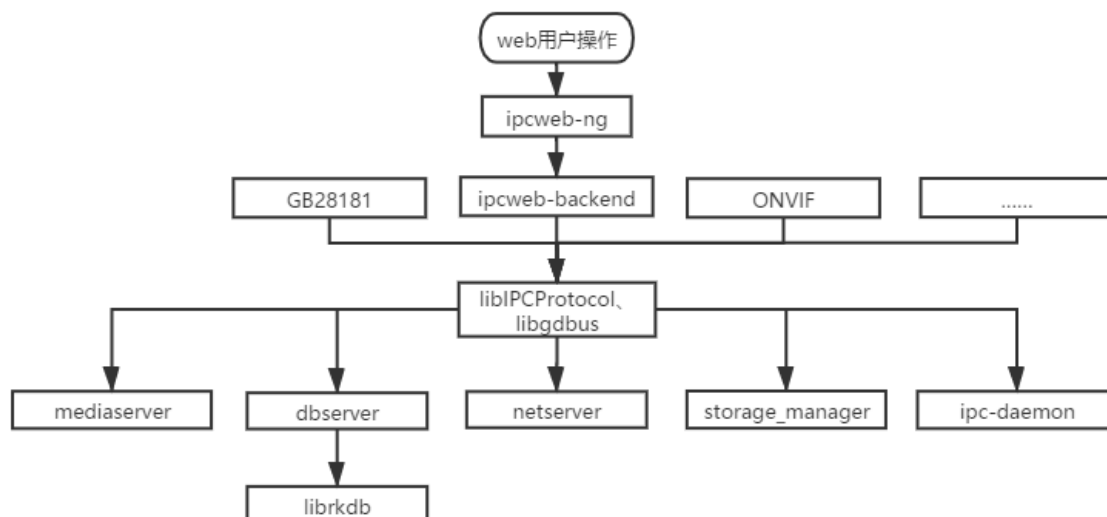 web用户操作
ipcweb-ng
GB28181
ipcweb-backend
ONVIF
......
libIPCProtocol、
libgdbus
mediaserver
dbserver
netserver
storage_manager
ipc-daemon
librkdb